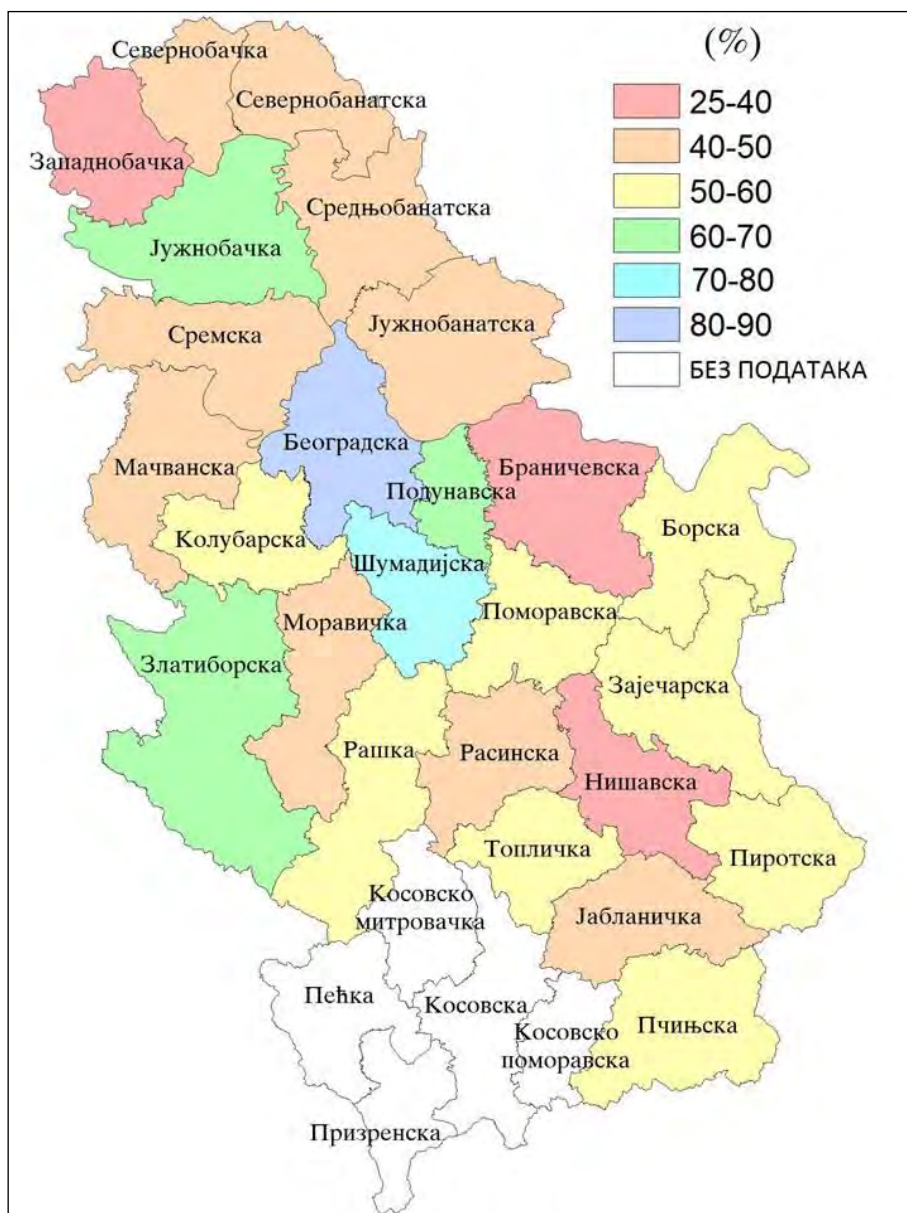 (%)
25-40
40-50
50-60
60-70
70-80
80-90
БЕЗ ПОДАТАКА
Севернобачка
Севернобанатска
Западнобачка
Средњобанатска
Јужнобачка
Јужнобанатска
Сремска
Београдска
Мачванска
Подунавска
Браничевска
Борска
Колубарска
Шумадијска
Моравичка
Поморавска
Златиборска
Зајечарска
Рашка
Расинска
Нишавска
Топличка
Пиротска
Косовско
митровачка
Јабланичка
Пећка
Косовска
Косовско
поморавска
Пчињска
Призренска